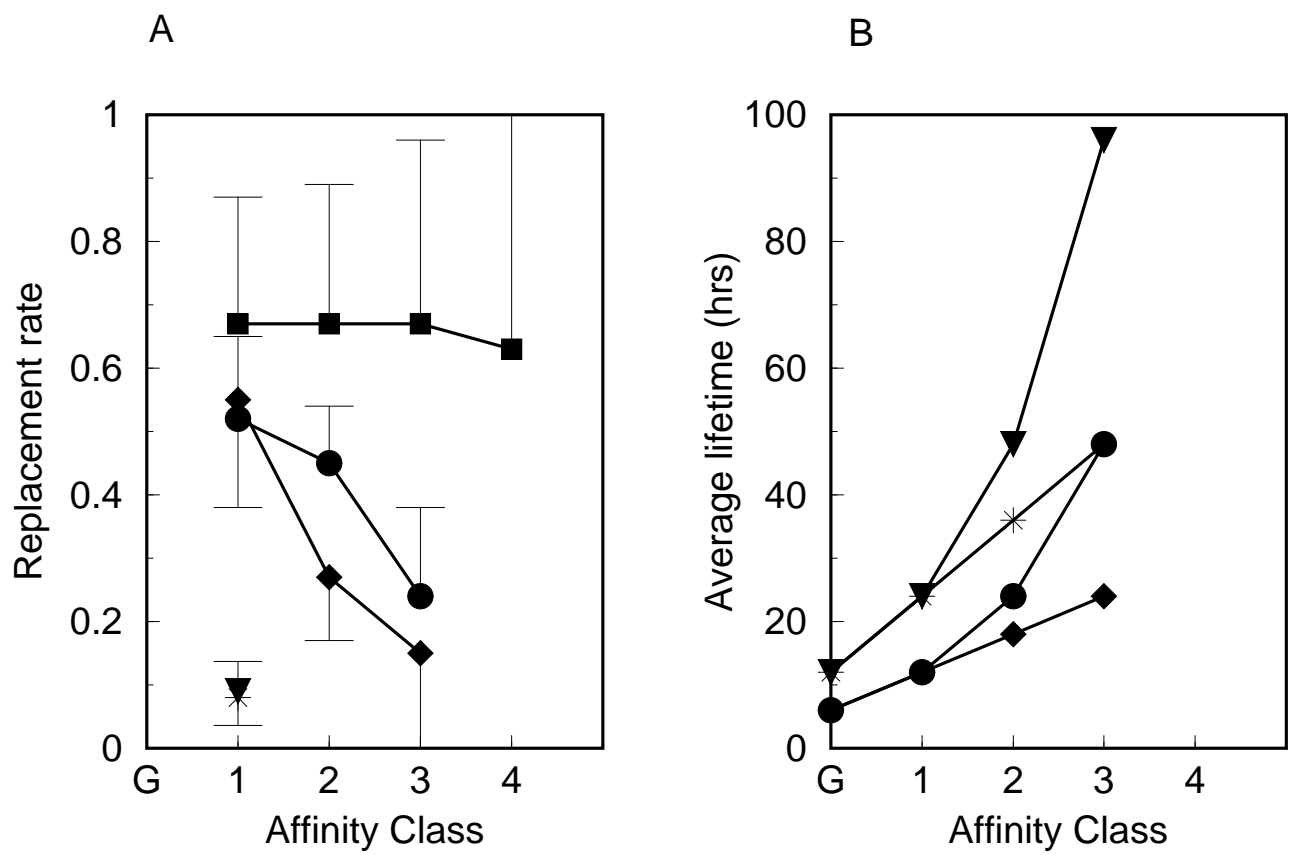 A
1
0.8
0.6
0.4
0.2
0
Replacement rate
G 1 2 3 4
Affinity Class
B
100
80
60
40
20
0
Average lifetime (hrs)
G 1 2 3 4
Affinity Class